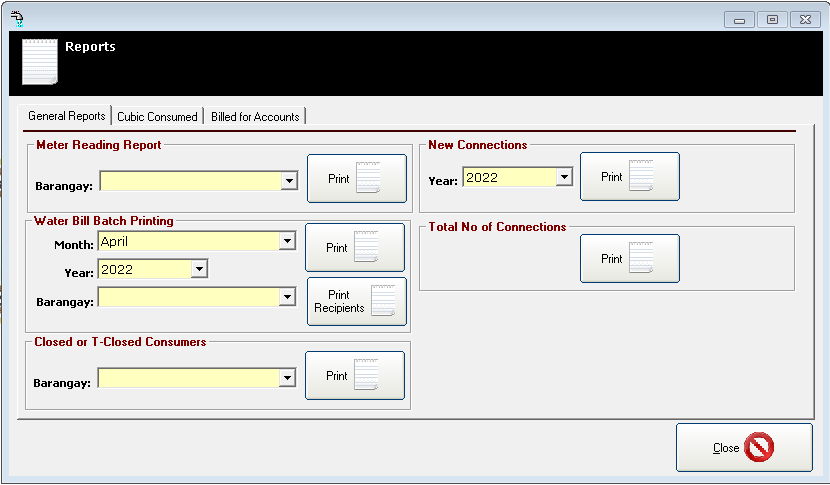 Reports
General Reports
Cubic Consumed
Billed for Accounts
Meter Reading Report
Barangay:
Print
Water Bill Batch Printing
Month: April
Print
Year: 2022
Barangay:
Print
Recipients
Closed or T-Closed Consumers
Barangay:
Print
New Connections
Year: 2022
Print
Total No of Connections
Print
Close